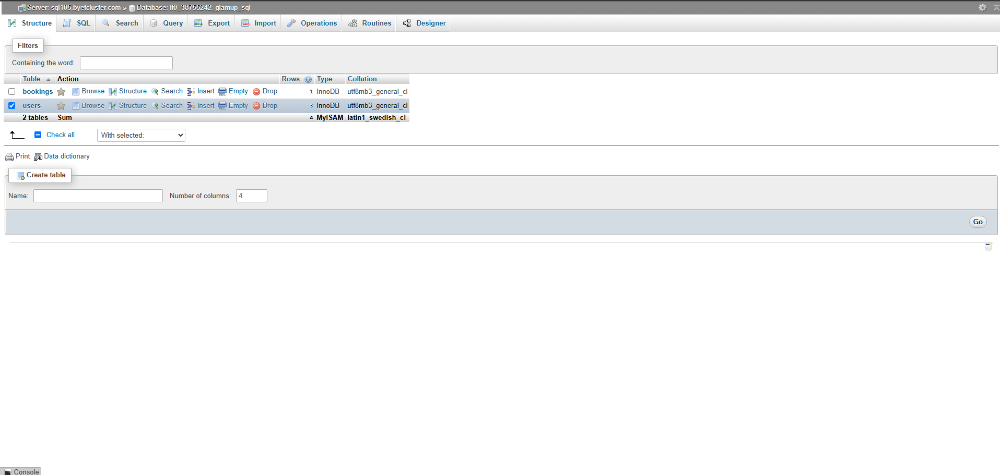 Server: sql105.byetcluster.com » Database: if0_38755242_glamup_sql
Structure SQL Search Query Export Import Operations Routines Designer
Filters
Containing the word:
Table Action Rows Type Collation
bookings Browse Structure Search Insert Empty Drop 1 InnoDB utf8mb3_general_ci
users Browse Structure Search Insert Empty Drop 3 InnoDB utf8mb3_general_ci
2 tables Sum 4 MyISAM latin1_swedish_ci
Check all With selected:
Print Data dictionary
Create table
Name: Number of columns: 4
Go
Console